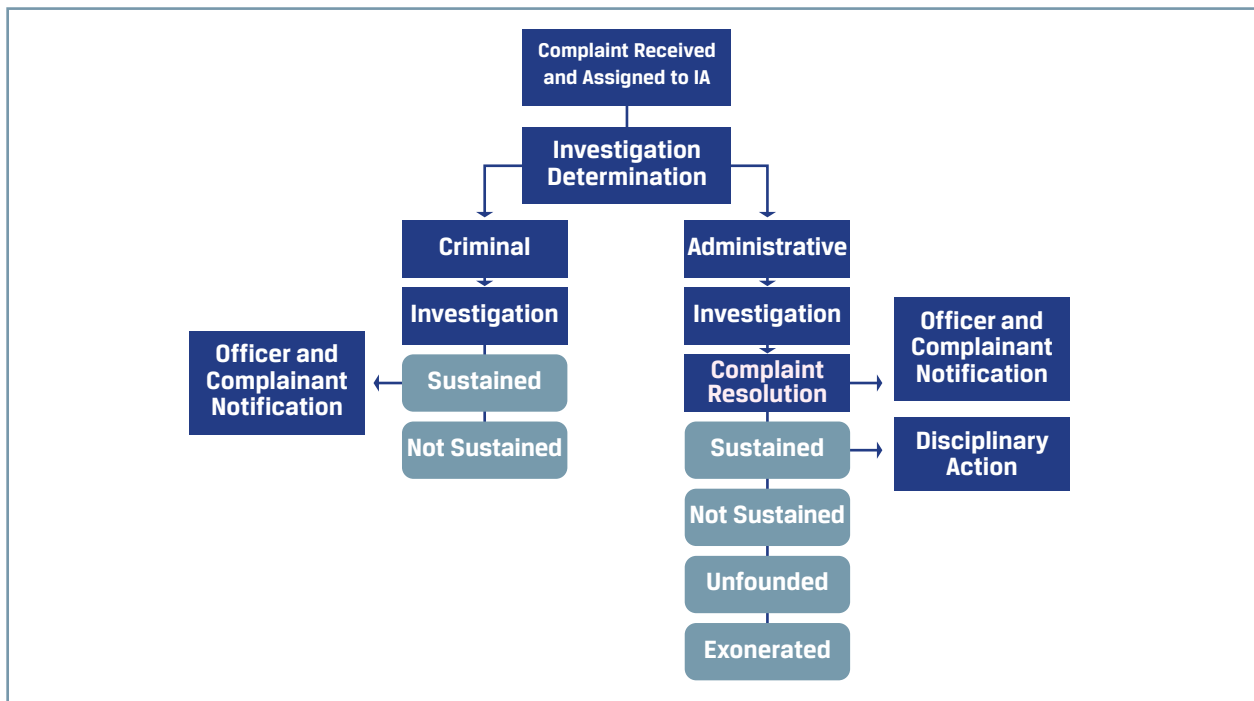 Complaint Received
and Assigned to IA
Investigation
Determination
Criminal
Administrative
Investigation
Investigation
Officer and
Complainant
Notification
Sustained
Not Sustained
Complaint
Resolution
Officer and
Complainant
Notification
Sustained
Disciplinary
Action
Not Sustained
Unfounded
Exonerated